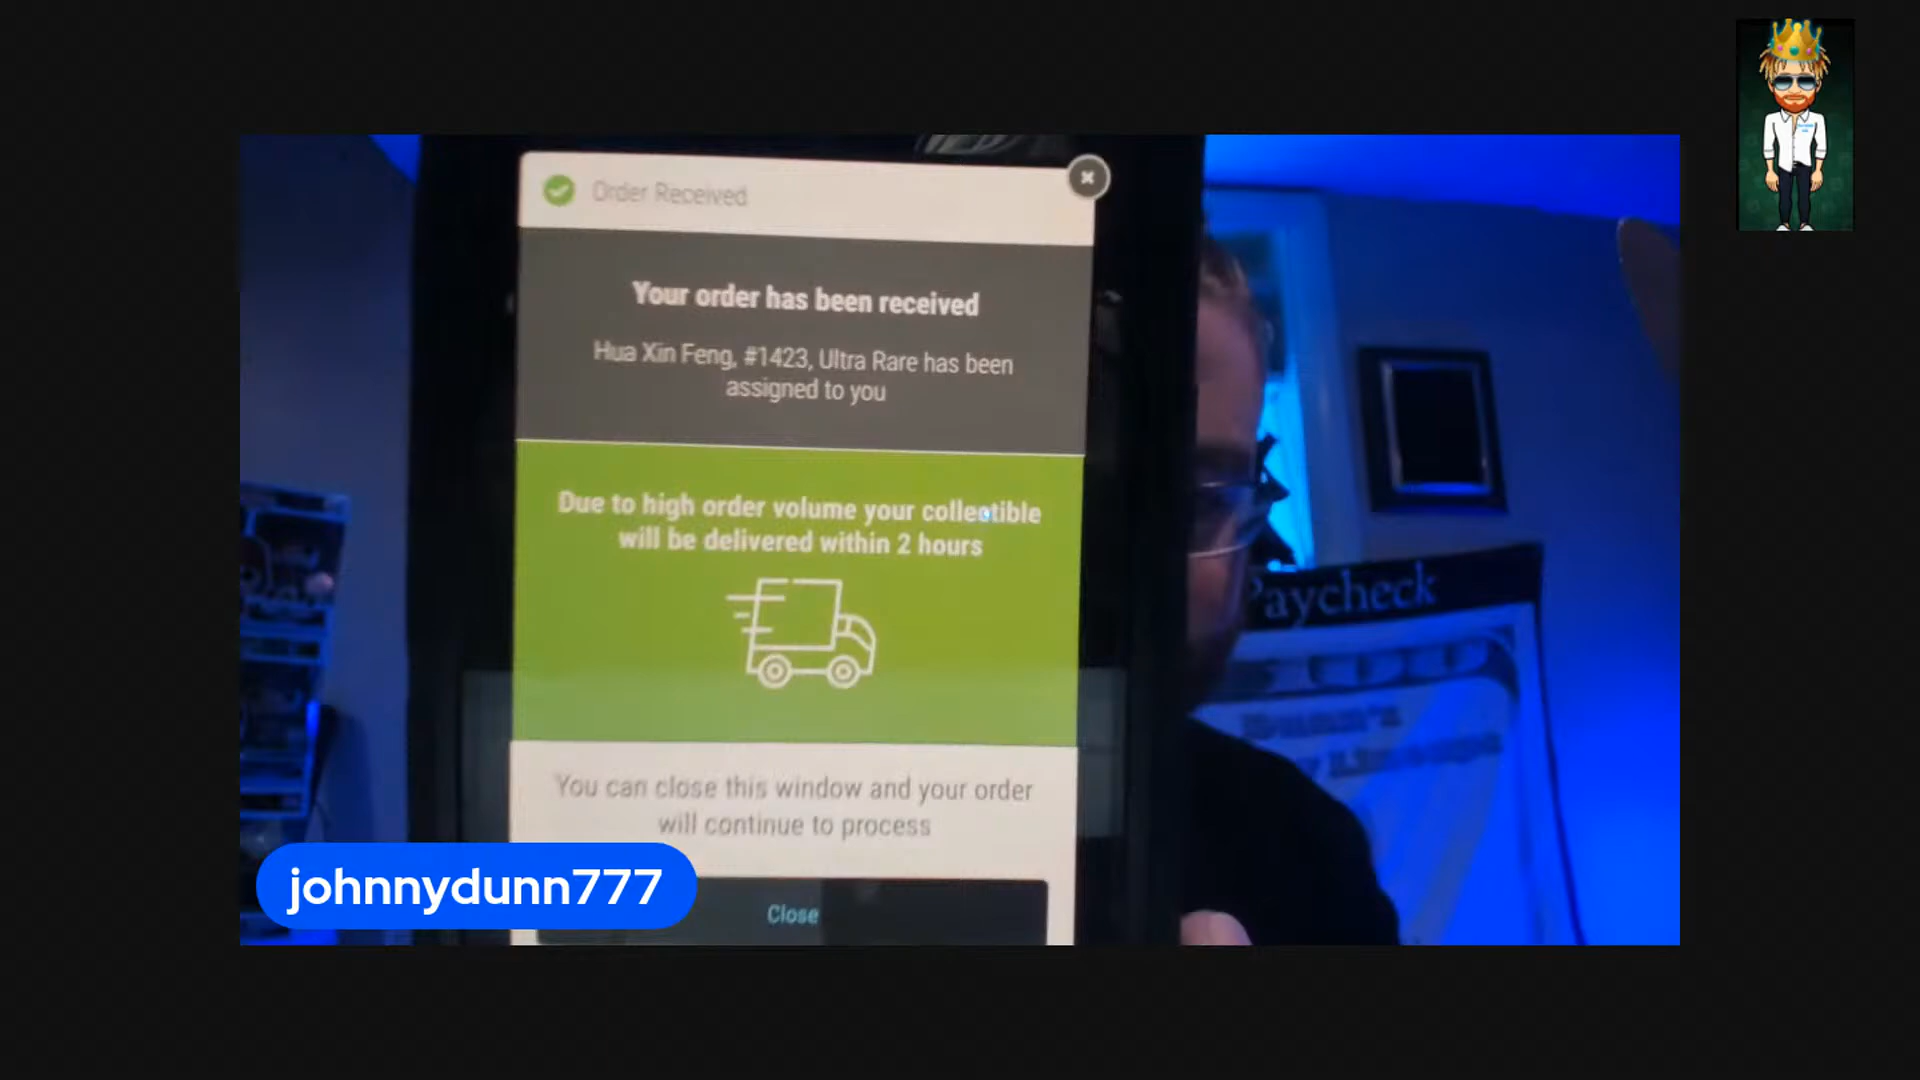 Order Received
Your order has been received
Hua Xin Feng, #1423, Ultra Rare has been
assigned to you
Due to high order volume your collectible
will be delivered within 2 hours
You can close this window and your order
will continue to process
Close
Paycheck
johnnydunn777